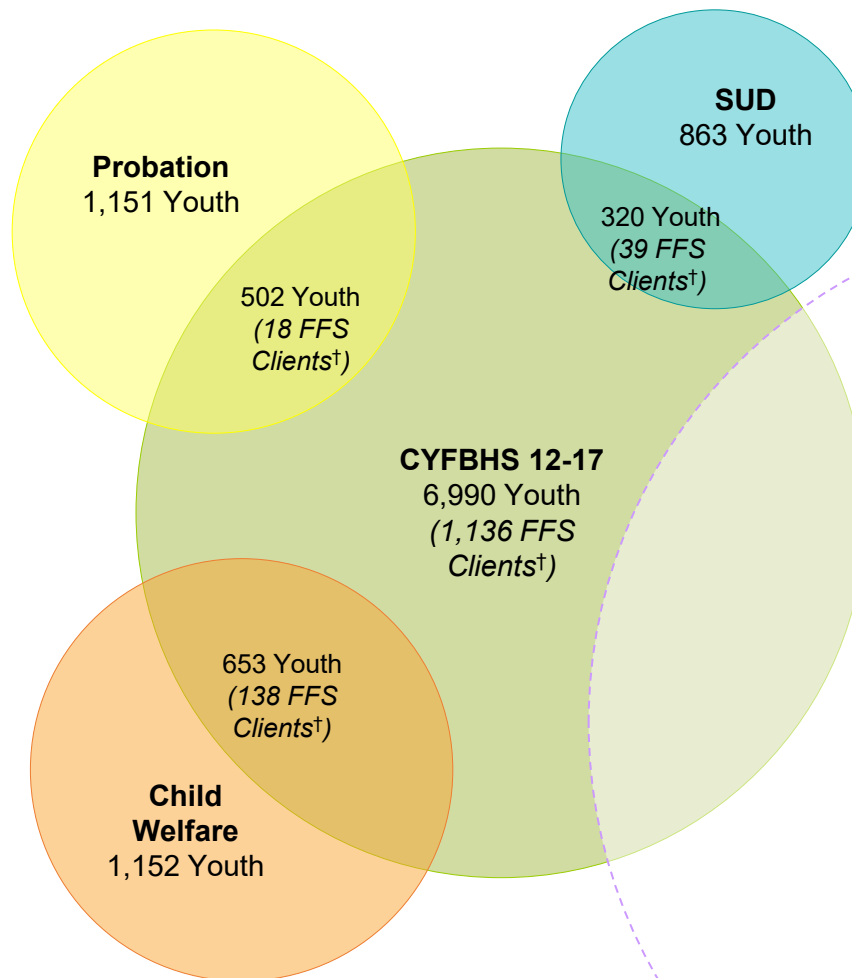 SUD
863 Youth
Probation
1,151 Youth
320 Youth
(39 FFS
Clients†)
502 Youth
(18 FFS
Clients†)
CYFBHS 12-17
6,990 Youth
(1,136 FFS
Clients†)
653 Youth
(138 FFS
Clients†)
Child
Welfare
1,152 Youth